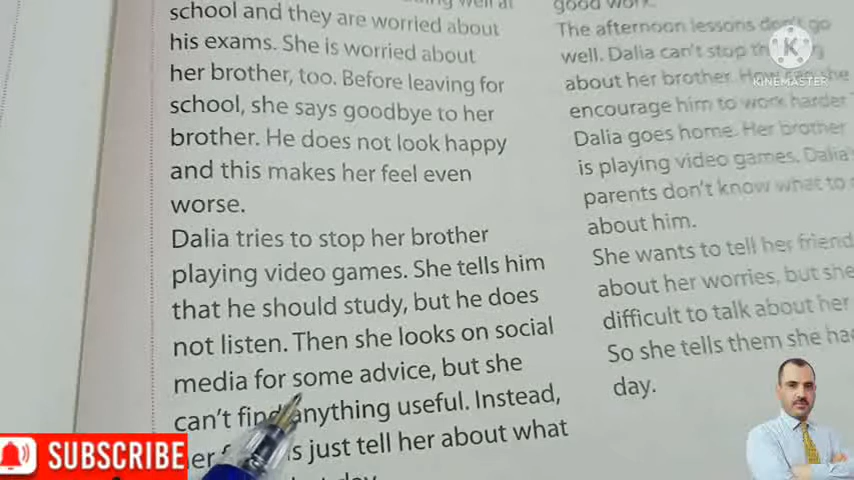 school and they are worried about
his exams. She is worried about
her brother, too. Before leaving for
school, she says goodbye to her
brother. He does not look happy
and this makes her feel even
worse.
Dalia tries to stop her brother
playing video games. She tells him
that he should study, but he does
not listen. Then she looks on social
media for some advice, but she
can't find anything useful. Instead,
just tell her about what
day.
good work.
The afternoon lessons don't go
well. Dalia can't stop
about her brother. How can she
encourage him to work harder
Dalia goes home. Her brother
is playing video games. Dalia's
parents don't know what to
about him.
She wants to tell her friend
about her worries, but she
difficult to talk about her
So she tells them she
day.
K
KINEMASTER
SUBSCRIBE